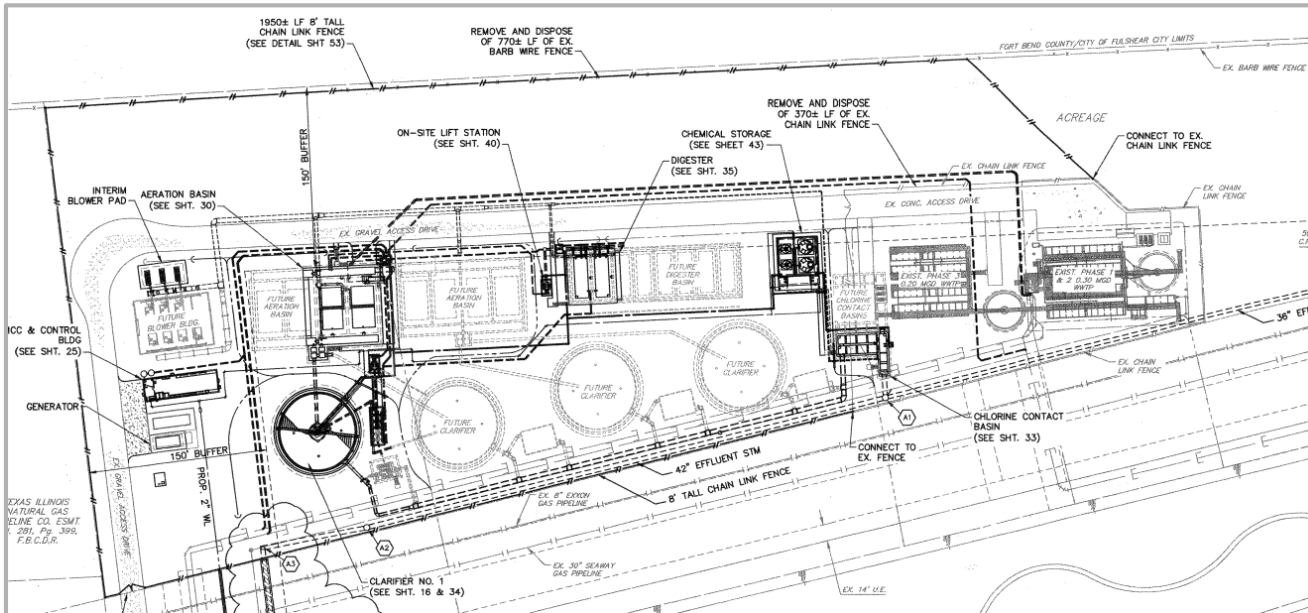 1950± LF 8' TALL
CHAIN LINK FENCE
(SEE DETAIL SHT 53)
REMOVE AND DISPOSE
OF 770± LF OF EX.
BARB WIRE FENCE
FORT BEND COUNTY/CITY OF FULSHEAR CITY LIMITS
EX. BARB WIRE FENCE
REMOVE AND DISPOSE
OF 370± LF OF EX.
CHAIN LINK FENCE
ACREAGE
CONNECT TO EX.
CHAIN LINK FENCE
ON-SITE LIFT STATION
(SEE SHT. 40)
CHEMICAL STORAGE
(SEE SHEET 43)
DIGESTER
(SEE SHT. 35)
150' BUFFER
INTERIM
BLOWER PAD
AERATION BASIN
(SEE SHT. 30)
EX. CHAIN LINK FENCE
EX. CHAIN
LINK FENCE
EX. CONC. ACCESS DRIVE
EX. GRAVEL ACCESS DRIVE
FUTURE
BLOWER BLDG.
FUTURE
AERATION
BASIN
FUTURE
AERATION
BASIN
FUTURE
DIGESTER
BASIN
FUTURE
CHLORINE
CONTACT
BASINS
EXIST. PHASE 3
0.20 MGD WWTP
EXIST. PHASE 1
& 2 0.30 MGD
WWTP
ICC & CONTROL
BLDG
(SEE SHT. 25)
GENERATOR
150' BUFFER
PROP. 2" WL
EX. GRAVEL ACCESS DRIVE
FUTURE
CLARIFIER
FUTURE
CLARIFIER
FUTURE
CLARIFIER
36" EFF
EX. CHAIN
LINK FENCE
A1
CHLORINE CONTACT
BASIN
(SEE SHT. 33)
CONNECT TO
EX. FENCE
42" EFFLUENT STM
8' TALL CHAIN LINK FENCE
EX. 8" EXXON
GAS PIPELINE
EX. 30" SEAWAY
GAS PIPELINE
EX. 14' U.E.
TEXAS ILLINOIS
NATURAL GAS
ELINE CO. ESMT.
. 281, Pg. 399,
F.B.C.D.R.
A2
A3
CLARIFIER NO. 1
(SEE SHT. 16 & 34)